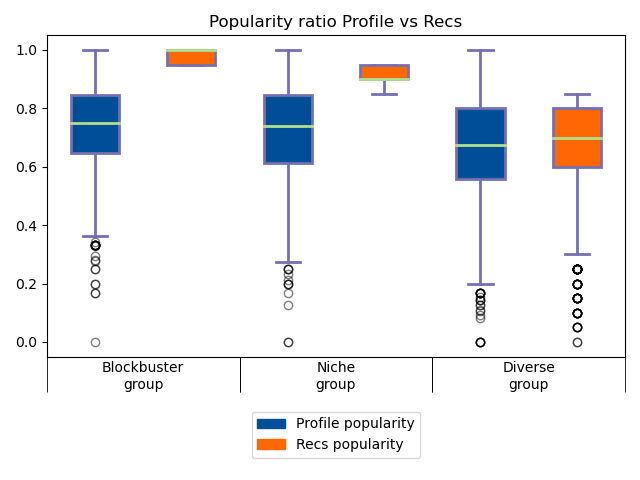 Popularity ratio Profile vs Recs
1.0
0.8
0.6
0.4
0.2
0.0
Blockbuster
group
Niche
group
Diverse
group
Profile popularity
Recs popularity